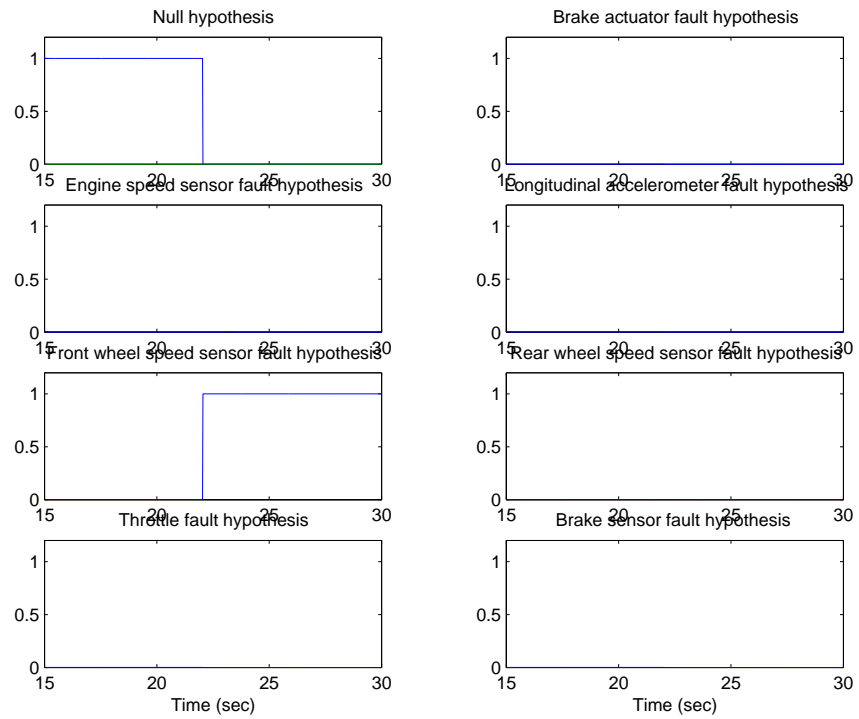 Null hypothesis
Brake actuator fault hypothesis
1
0.5
0
15 20 25 30
1
0.5
0
15 20 25 30
Engine speed sensor fault hypothesis
Longitudinal accelerometer fault hypothesis
1
0.5
0
15 20 25 30
1
0.5
0
15 20 25 30
Front wheel speed sensor fault hypothesis
Rear wheel speed sensor fault hypothesis
1
0.5
0
15 20 25 30
1
0.5
0
15 20 25 30
Throttle fault hypothesis
Brake sensor fault hypothesis
1
0.5
0
15 20 25 30
Time (sec)
1
0.5
0
15 20 25 30
Time (sec)